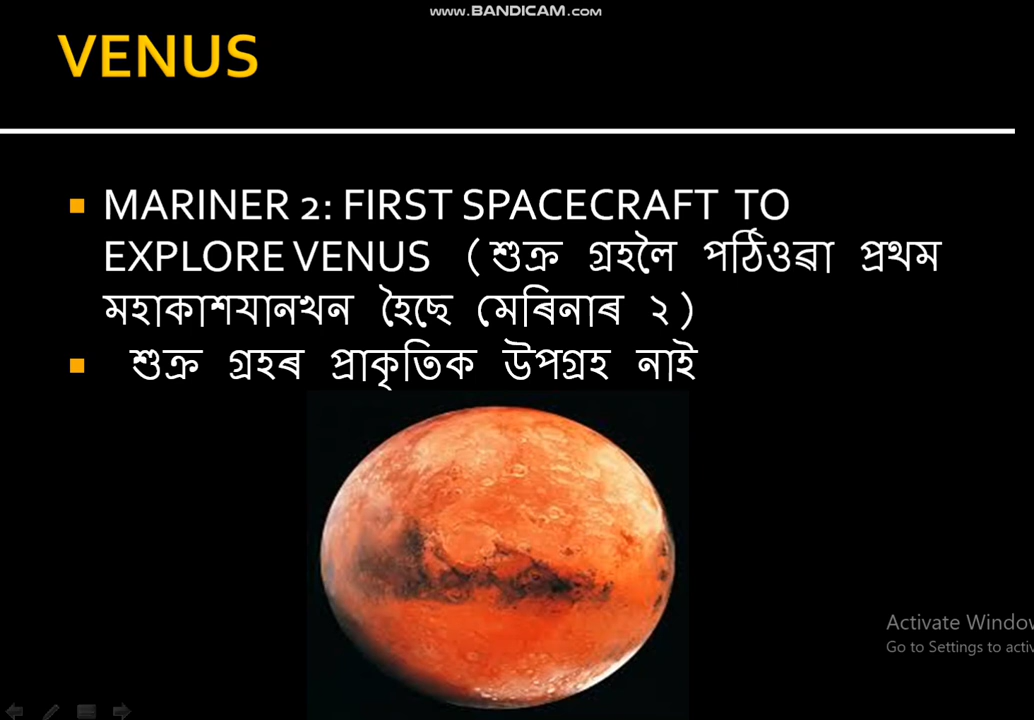 www.BANDICAM.com
VENUS
MARINER 2: FIRST SPACECRAFT TO
EXPLORE VENUS (শুক্ৰ গ্ৰহলৈ পঠিওৱা প্ৰথম
মহাকাশযানখন হৈছে মেৰিনাৰ ২)
শুক্ৰ গ্ৰহৰ প্ৰাকৃতিক উপগ্ৰহ নাই
Activate Window
Go to Settings to activ